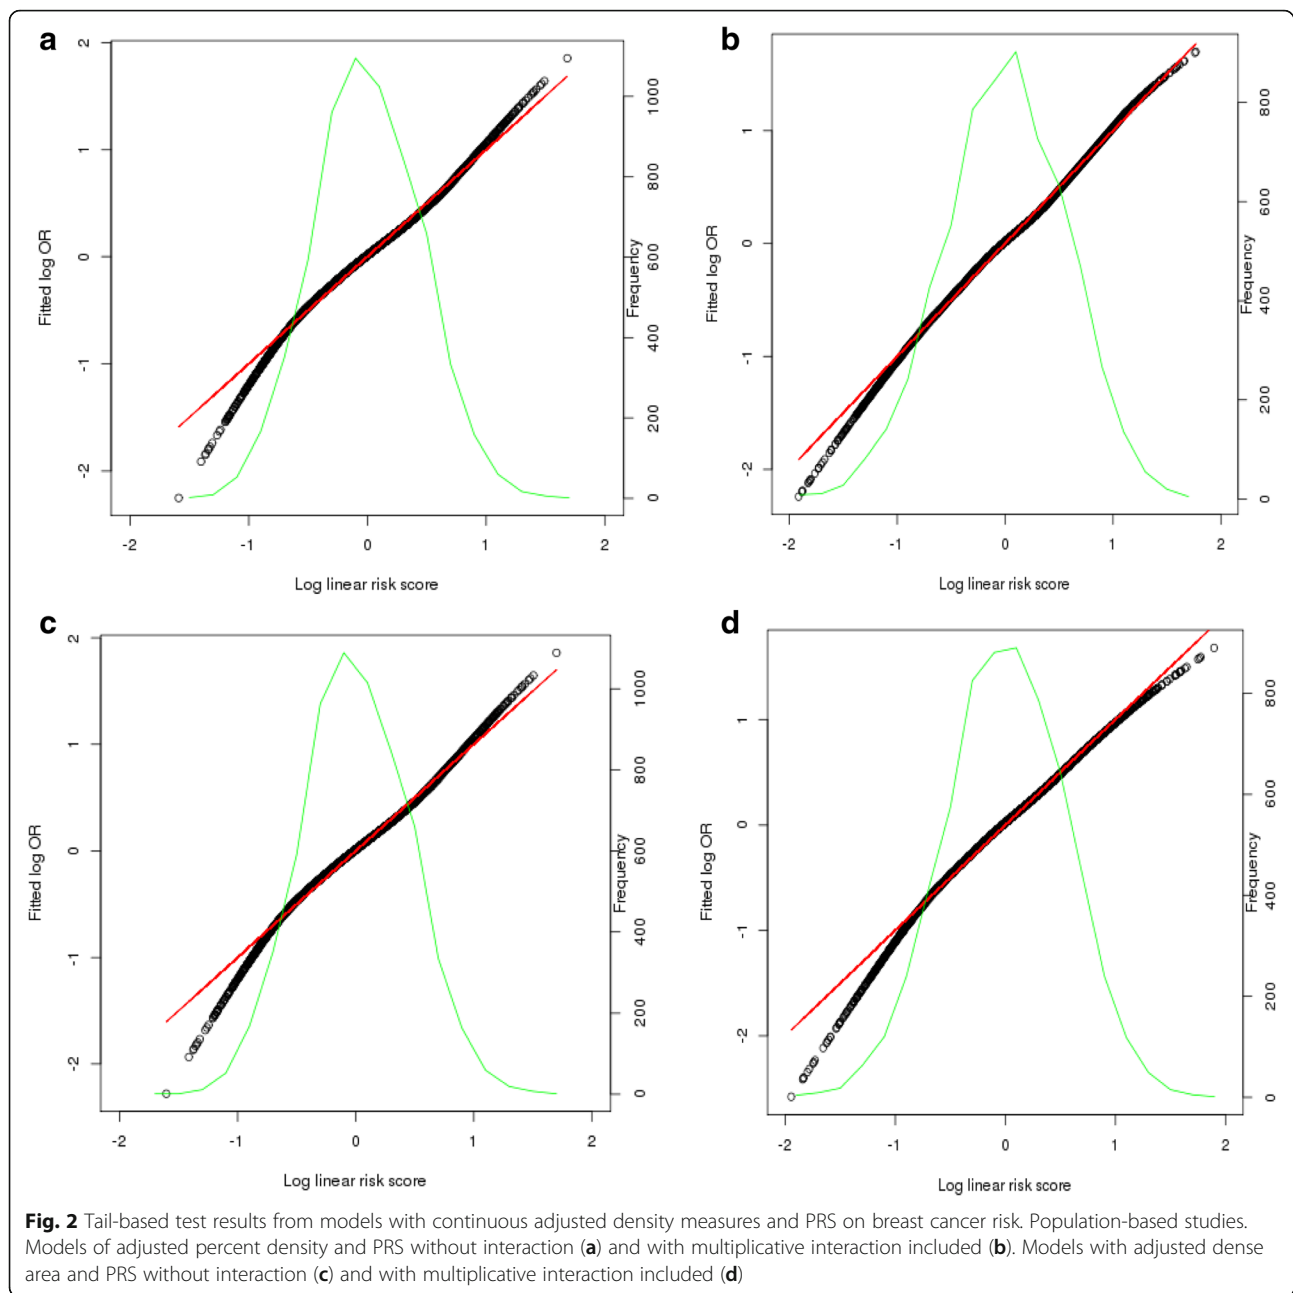 a
2
1
0
-1
-2
Fitted log OR
1000
800
600
400
200
0
Frequency
-2 -1 0 1 2
Log linear risk score
b
1
0
-1
-2
Fitted log OR
800
600
400
200
0
Frequency
-2 -1 0 1 2
Log linear risk score
c
2
1
0
-1
-2
Fitted log OR
1000
800
600
400
200
0
Frequency
-2 -1 0 1 2
Log linear risk score
d
1
0
-1
-2
Fitted log OR
800
600
400
200
0
Frequency
-2 -1 0 1 2
Log linear risk score
Fig. 2 Tail-based test results from models with continuous adjusted density measures and PRS on breast cancer risk. Population-based studies.
Models of adjusted percent density and PRS without interaction (a) and with multiplicative interaction included (b). Models with adjusted dense
area and PRS without interaction (c) and with multiplicative interaction included (d)